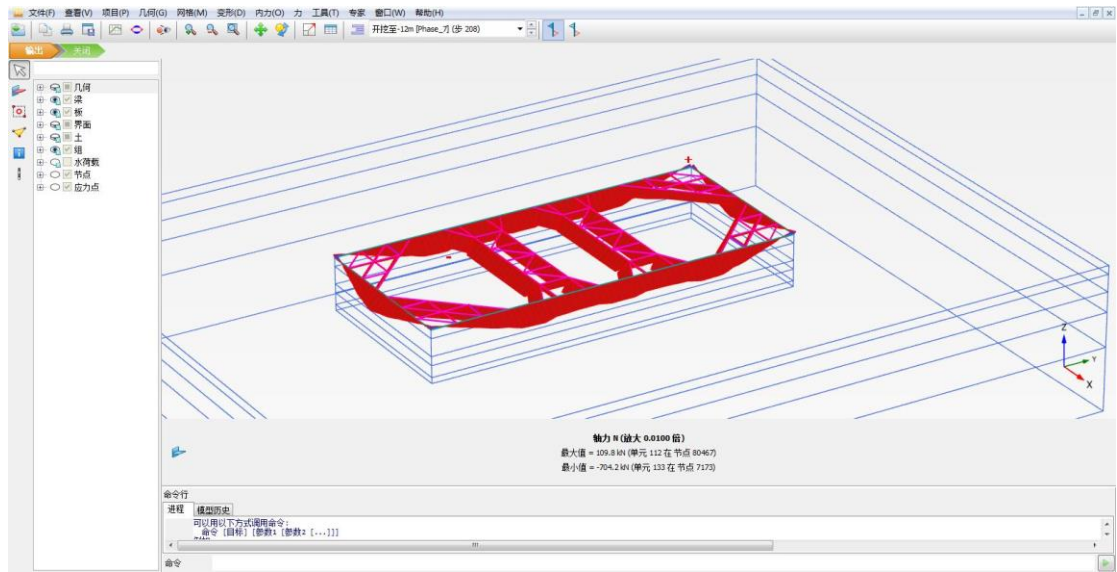 文件(F) 查看(V) 项目(P) 几何(G) 网格(M) 变形(D) 内力(O) 力 工具(T) 专家 窗口(W) 帮助(H)
开挖至-12m [Phase_7] (步 208)
输出 关闭
几何
梁
板
界面
土
组
水荷载
节点
应力点
Z
Y
X
轴力 N (放大 0.0100 倍)
最大值 = 109.8 kN (单元 112 在 节点 80467)
最小值 = -704.2 kN (单元 133 在 节点 7173)
命令行
进程 模型历史
可以用以下方式调用命令:
命令 [目标] [参数1 [参数2 [...]]]
命令